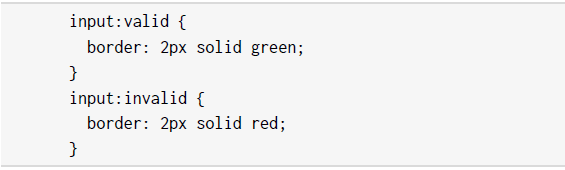 input:valid {
  border: 2px solid green;
}
input:invalid {
  border: 2px solid red;
}